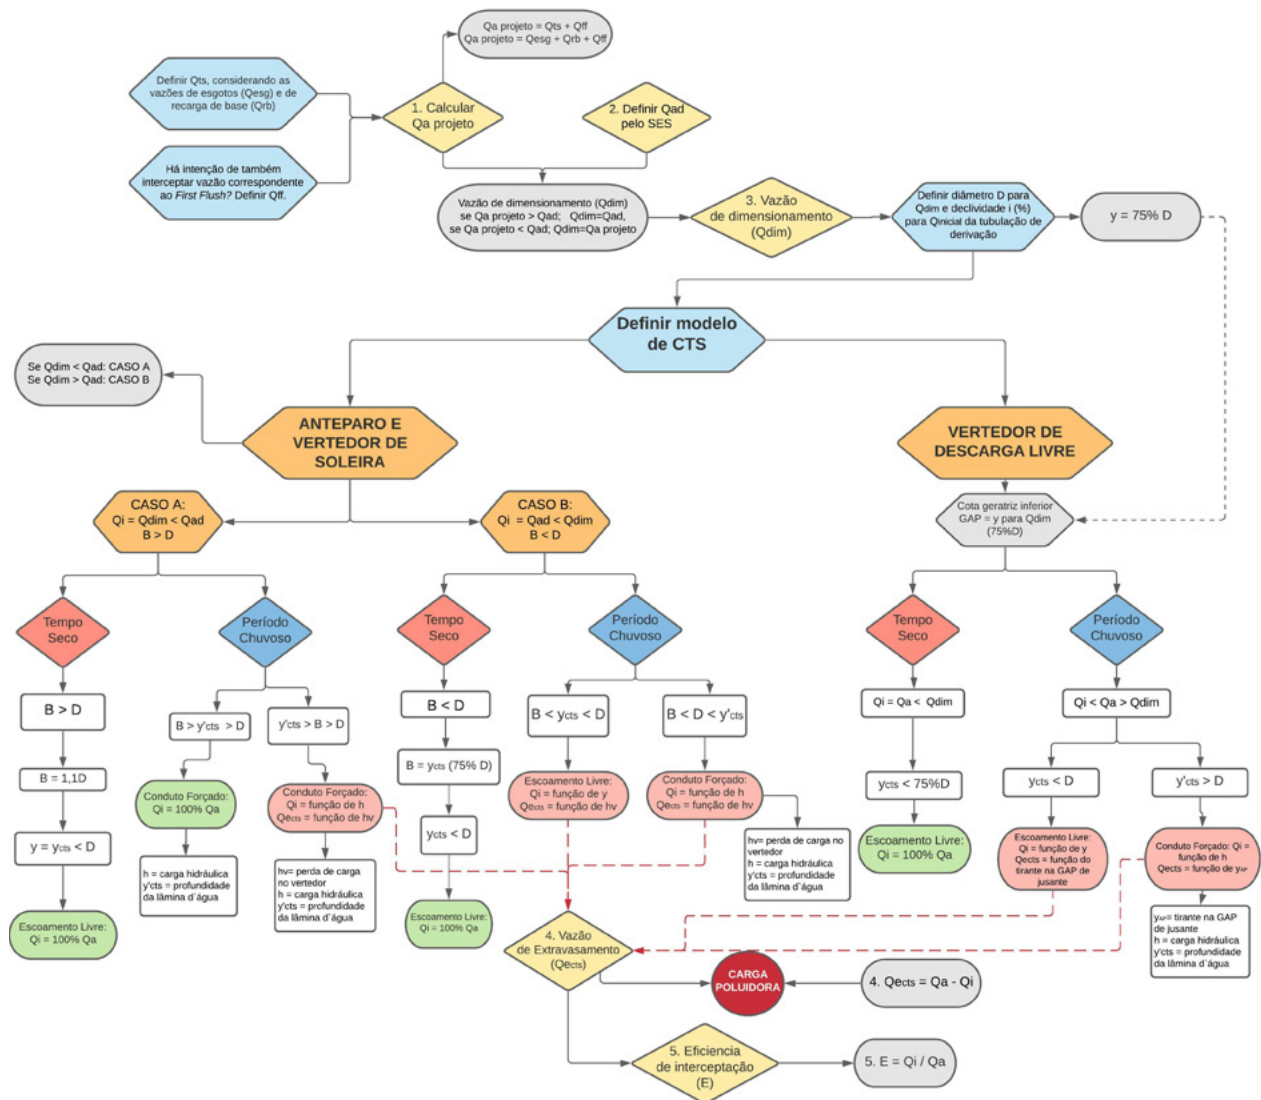 Qa projeto = Qts + Qff
Qa projeto = Qesg + Qrb + Qff
Definir Qts, considerando as
vazões de esgotos (Qesg) e de
recarga de base (Qrb)
1. Calcular
Qa projeto
2. Definir Qad
pelo SES
Há intenção de também
interceptar vazão correspondente
ao First Flush? Definir Qff.
Vazão de dimensionamento (Qdim)
se Qa projeto > Qad; Qdim=Qad,
se Qa projeto < Qad; Qdim=Qa projeto
3. Vazão
de dimensionamento
(Qdim)
Definir diâmetro D para
Qdim e declividade i (%)
para Qinicial da tubulação de
derivação
y = 75% D
Definir modelo
de CTS
Se Qdim < Qad: CASO A
Se Qdim > Qad: CASO B
ANTEPARO E
VERTEDOR DE
SOLEIRA
VERTEDOR DE
DESCARGA LIVRE
CASO A:
Qi = Qdim < Qad
B > D
CASO B:
Qi = Qad < Qdim
B < D
Cota geratriz inferior
GAP = y para Qdim
(75%D)
Tempo
Seco
Período
Chuvoso
Tempo
Seco
Período
Chuvoso
Tempo
Seco
Período
Chuvoso
B > D
B > y'cts > D
y'cts > B > D
B < D
B < ycts < D
B < D < y'cts
Qi = Qa < Qdim
Qi < Qa > Qdim
B = 1,1D
B = ycts (75% D)
ycts < 75%D
ycts < D
y'cts > D
Conduto Forçado:
Qi = 100% Qa
Conduto Forçado:
Qi = função de h
Qects = função de hv
Escoamento Livre:
Qi = função de y
Qects = função de hv
Conduto Forçado:
Qi = função de h
Qects = função de hv
y = ycts < D
ycts < D
Escoamento Livre:
Qi = 100% Qa
Escoamento Livre:
Qi = função de y
Qects = função do
tirante na GAP de
jusante
Conduto Forçado: Qi =
função de h
Qects = função de yAP
h = carga hidráulica
y'cts = profundidade
da lâmina d`água
hv= perda de carga
no vertedor
h = carga hidráulica
y'cts = profundidade
da lâmina d`água
hv= perda de carga no
vertedor
h = carga hidráulica
y'cts = profundidade
da lâmina d`água
Escoamento Livre:
Qi = 100% Qa
Escoamento Livre:
Qi = 100% Qa
yAP= tirante na GAP
de jusante
h = carga hidráulica
y'cts = profundidade
da lâmina d`água
4. Vazão
de Extravasamento
(Qects)
CARGA
POLUIDORA
4. Qects = Qa - Qi
5. Eficiencia
de interceptação
(E)
5. E = Qi / Qa